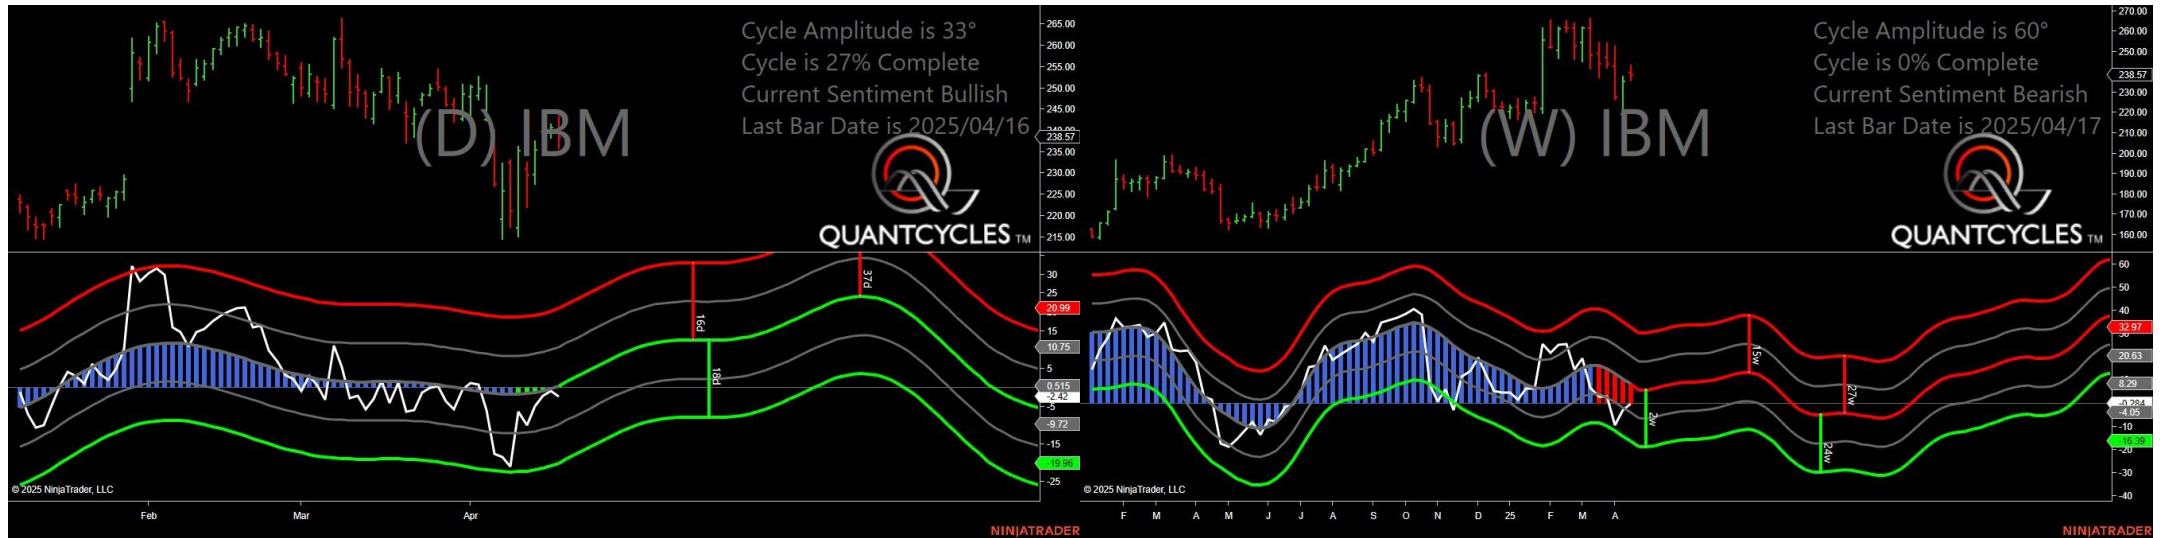 Cycle Amplitude is 33°
Cycle is 27% Complete
Current Sentiment Bullish
Last Bar Date is 2025/04/16
(D) IBM
QUANTCYCLES TM
265.00
260.00
255.00
250.00
245.00
240.00
238.57
235.00
230.00
225.00
220.00
215.00
37d
16d
18d
30
25
20.99
15
10.75
5
0.515
-2.42
-5
-9.72
-15
-19.96
-25
© 2025 NinjaTrader, LLC
Feb Mar Apr
NINJATRADER
Cycle Amplitude is 60°
Cycle is 0% Complete
Current Sentiment Bearish
Last Bar Date is 2025/04/17
(W) IBM
QUANTCYCLES TM
270.00
260.00
250.00
238.57
230.00
220.00
210.00
200.00
190.00
180.00
170.00
160.00
15w
27w
2w
24w
60
50
40
32.97
20.63
8.29
-0.284
-4.05
-10
-16.39
-20
-30
-40
© 2025 NinjaTrader, LLC
F M A M J J A S O N D 25 F M A
NINJATRADER